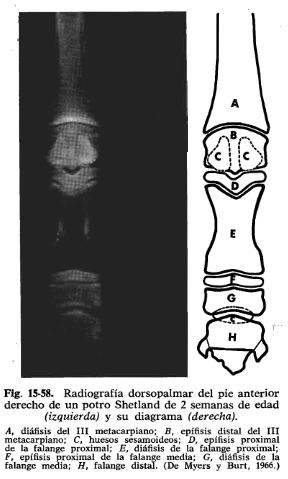 A
B
C
C
D
E
F
G
C
H
Fig. 15-58. Radiografía dorsopalmar del pie anterior
derecho de un potro Shetland de 2 semanas de edad
(izquierda) y su diagrama (derecha).
A, diáfisis del III metacarpiano; B, epífisis distal del III
metacarpiano; C, huesos sesamoideos; D, epífisis proximal
de la falange proximal; E, diáfisis de la falange proximal;
F, epífisis proximal de la falange media; G, diáfisis de la
falange media; H, falange distal. (De Myers y Burt, 1966.)